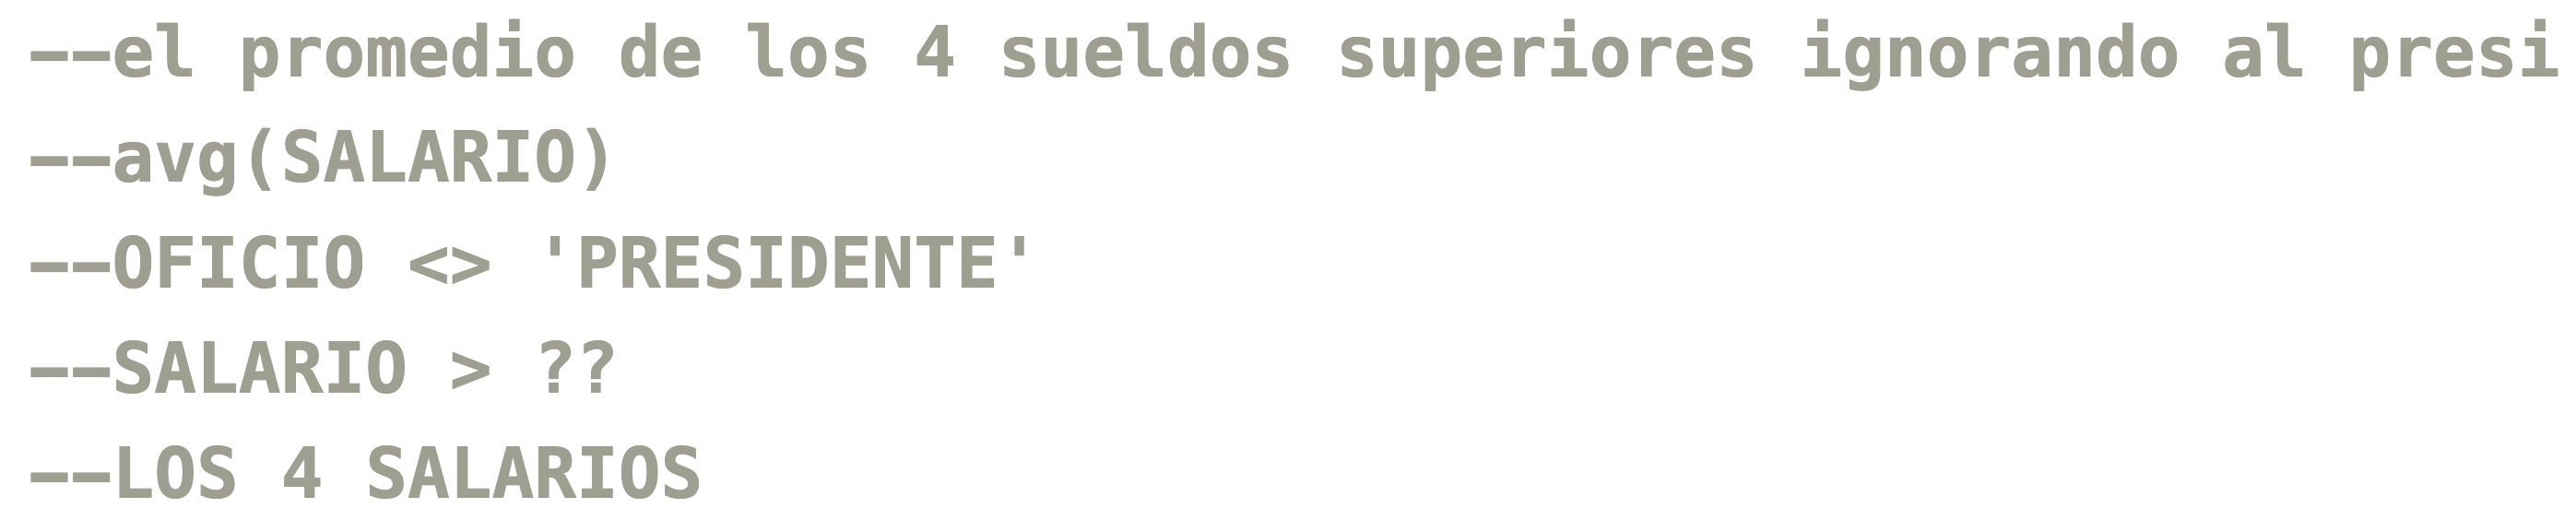 --el promedio de los 4 sueldos superiores ignorando al presi
--avg(SALARIO)
--OFICIO <> 'PRESIDENTE'
--SALARIO > ??
--LOS 4 SALARIOS